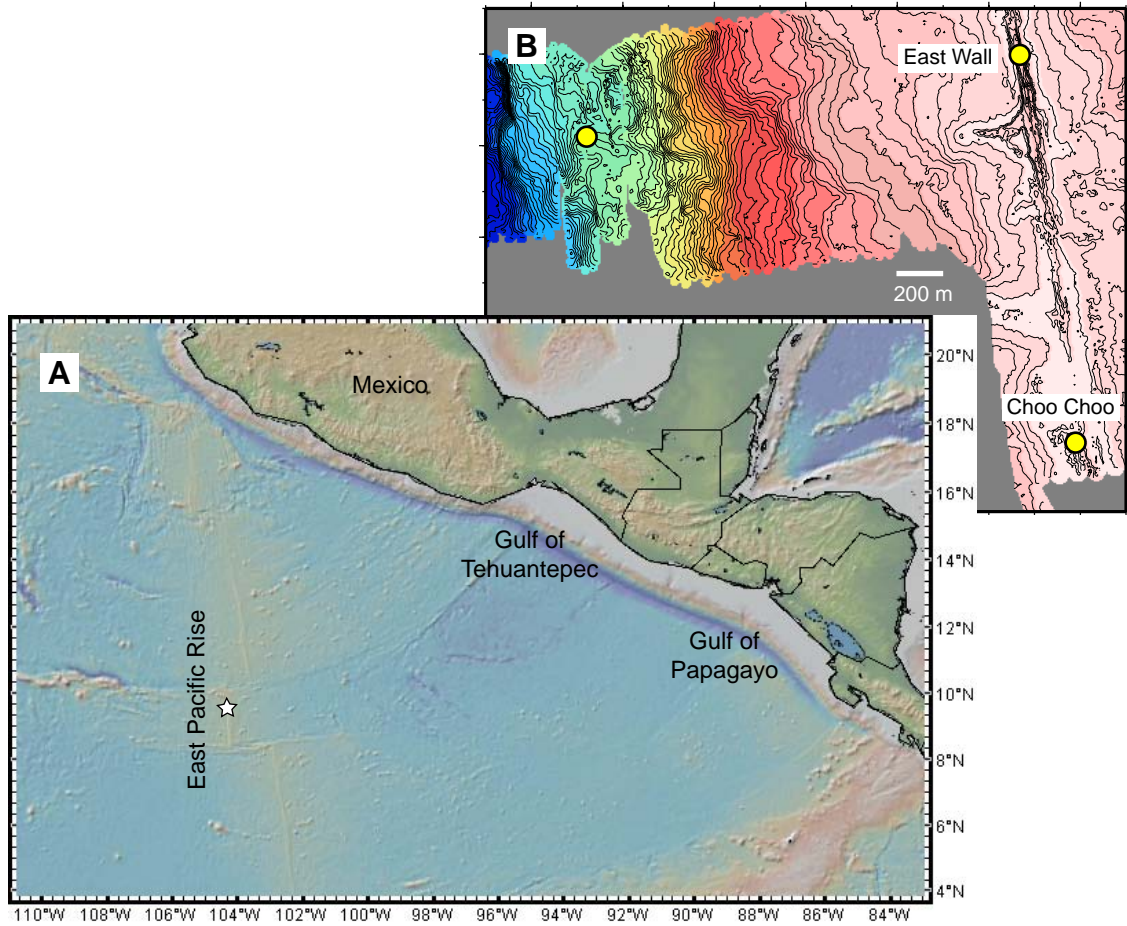 B
East Wall
200 m
Choo Choo
A
Mexico
Gulf of
Tehuantepec
Gulf of
Papagayo
East Pacific Rise
20°N
18°N
16°N
14°N
12°N
10°N
8°N
6°N
4°N
110°W 108°W 106°W 104°W 102°W 100°W 98°W 96°W 94°W 92°W 90°W 88°W 86°W 84°W